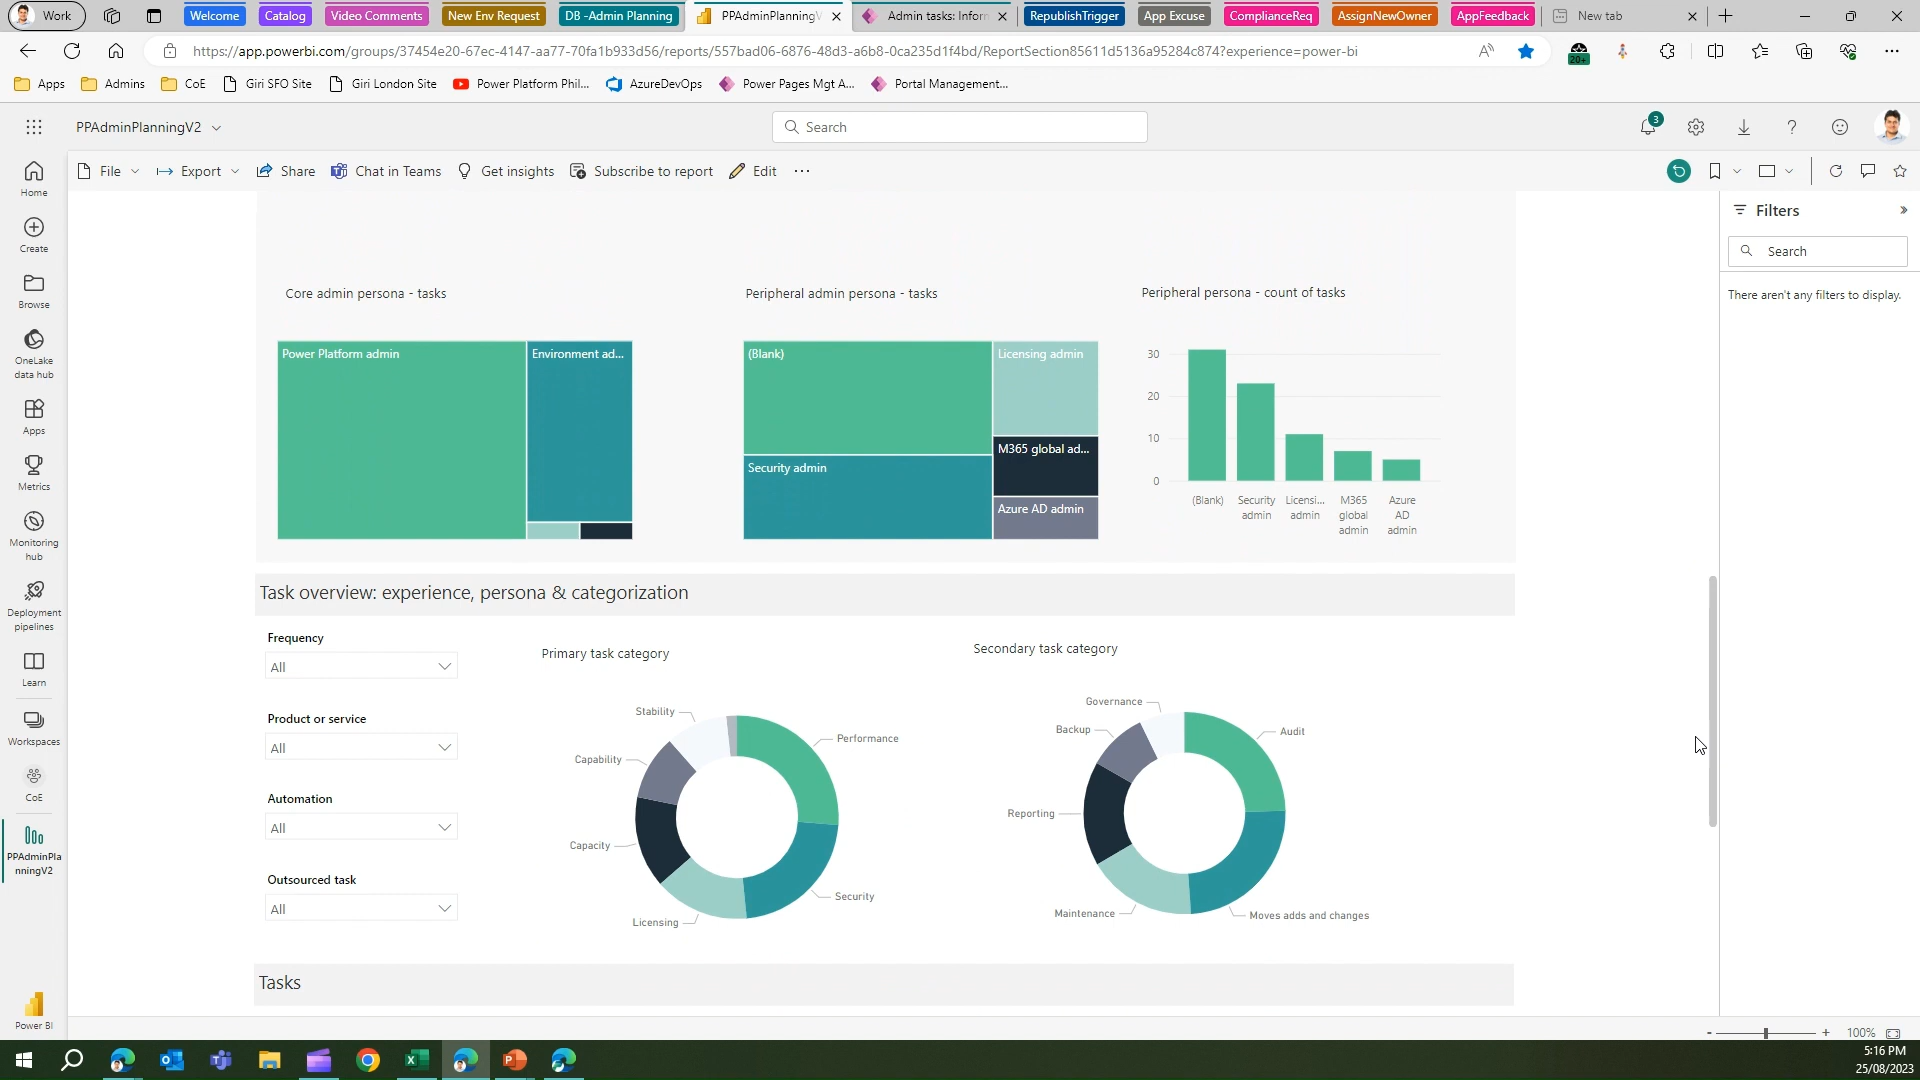 Work
Welcome
Catalog
Video Comments
New Env Request
DB -Admin Planning
PPAdminPlanningV
Admin tasks: Inform
RepublishTrigger
App Excuse
ComplianceReq
AssignNewOwner
AppFeedback
New tab
https://app.powerbi.com/groups/37454e20-67ec-4147-aa77-70fa1b933d56/reports/557bad06-6876-48d3-a6b8-0ca235d1f4bd/ReportSection85611d5136a95284c874?experience=power-bi
20+
Apps
Admins
CoE
Giri SFO Site
Giri London Site
Power Platform Phil...
AzureDevOps
Power Pages Mgt A...
Portal Management...
PPAdminPlanningV2
Search
3
File
Export
Share
Chat in Teams
Get insights
Subscribe to report
Edit
Home
Create
Browse
OneLake
data hub
Apps
Metrics
Monitoring
hub
Deployment
pipelines
Learn
Workspaces
CoE
PPAdminPla
nningV2
Power BI
Filters
Search
There aren't any filters to display.
Core admin persona - tasks
Power Platform admin
Environment ad...
Peripheral admin persona - tasks
(Blank)
Licensing admin
M365 global ad...
Security admin
Azure AD admin
Peripheral persona - count of tasks
30
20
10
0
(Blank)
Security
admin
Licensi...
admin
M365
global
admin
Azure
AD
admin
Task overview: experience, persona & categorization
Frequency
All
Product or service
All
Automation
All
Outsourced task
All
Primary task category
Stability
Performance
Capability
Capacity
Security
Licensing
Secondary task category
Governance
Backup
Audit
Reporting
Maintenance
Moves adds and changes
Tasks
100%
5:16 PM
25/08/2023